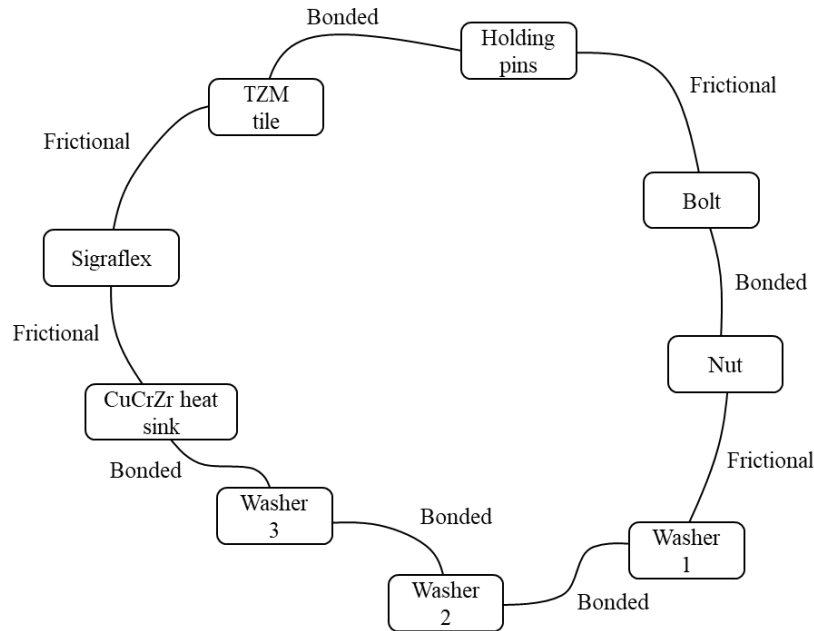 Bonded
Holding
pins
TZM
tile
Frictional
Frictional
Bolt
Sigraflex
Bonded
Frictional
Nut
CuCrZr heat
sink
Bonded
Frictional
Washer
3
Bonded
Washer
1
Washer
2
Bonded